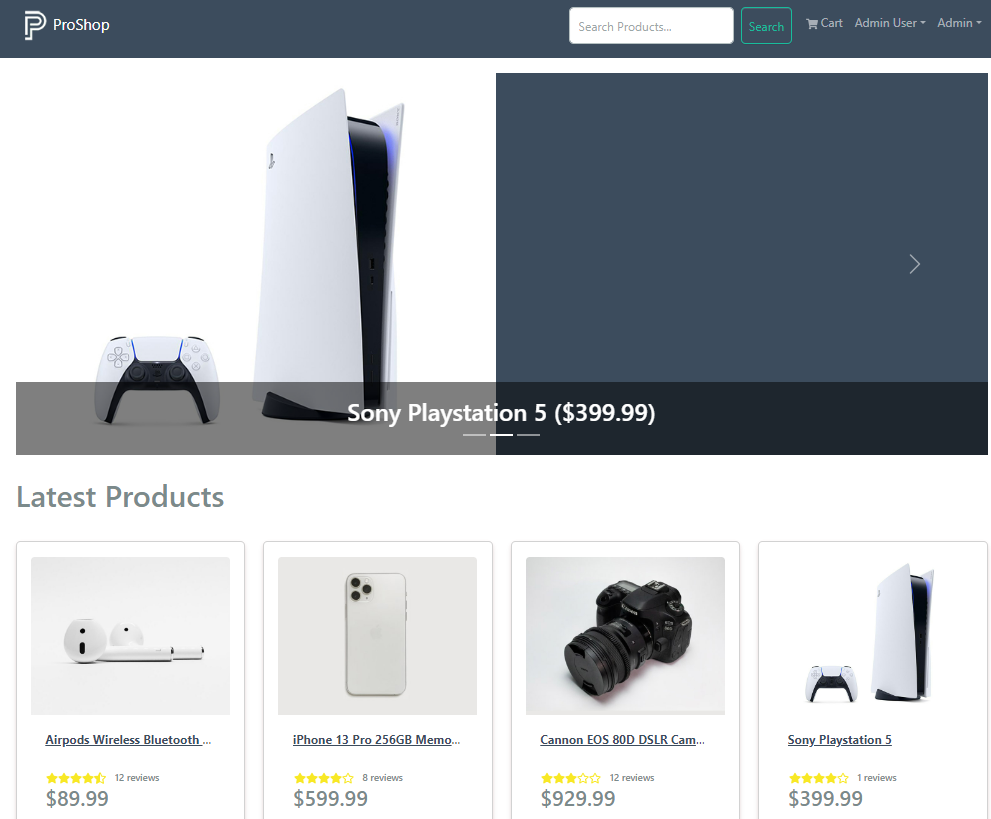 ProShop
Search Products...
Search
Cart
Admin User
Admin
Sony Playstation 5 ($399.99)
Latest Products
Canon
Airpods Wireless Bluetooth ...
iPhone 13 Pro 256GB Memo...
Cannon EOS 80D DSLR Cam...
Sony Playstation 5
12 reviews
8 reviews
12 reviews
1 reviews
$89.99
$599.99
$929.99
$399.99